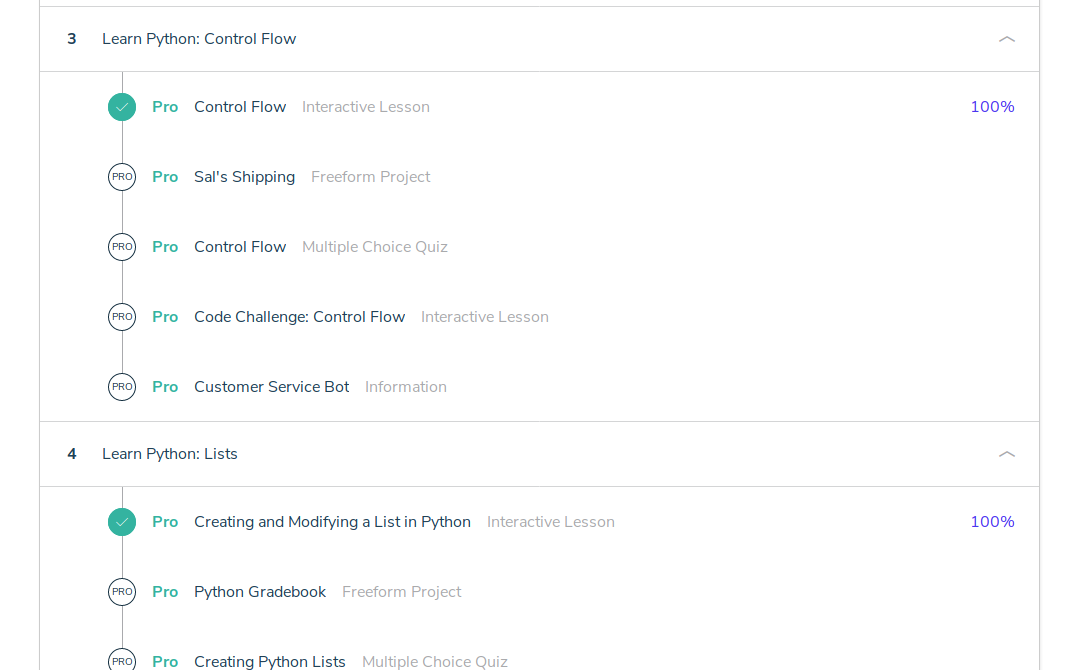 3 Learn Python: Control Flow
Pro Control Flow Interactive Lesson 100%
PRO Pro Sal's Shipping Freeform Project
PRO Pro Control Flow Multiple Choice Quiz
PRO Pro Code Challenge: Control Flow Interactive Lesson
PRO Pro Customer Service Bot Information
4 Learn Python: Lists
Pro Creating and Modifying a List in Python Interactive Lesson 100%
PRO Pro Python Gradebook Freeform Project
PRO Pro Creating Python Lists Multiple Choice Quiz